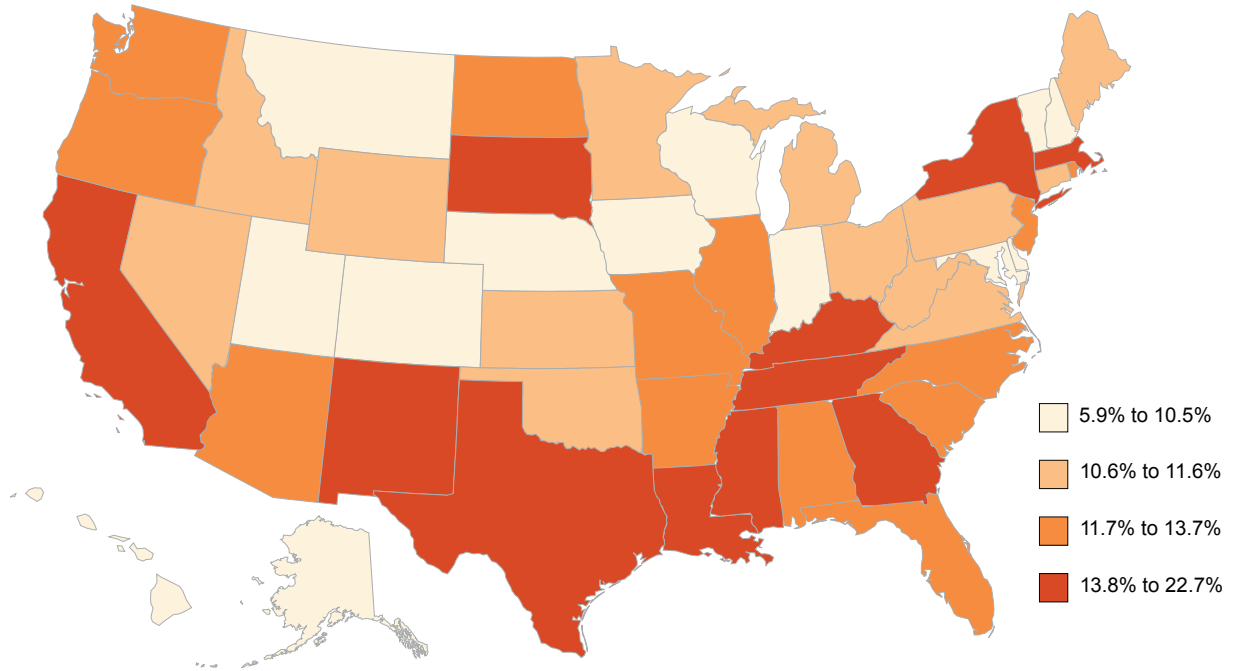 5.9% to 10.5%
10.6% to 11.6%
11.7% to 13.7%
13.8% to 22.7%